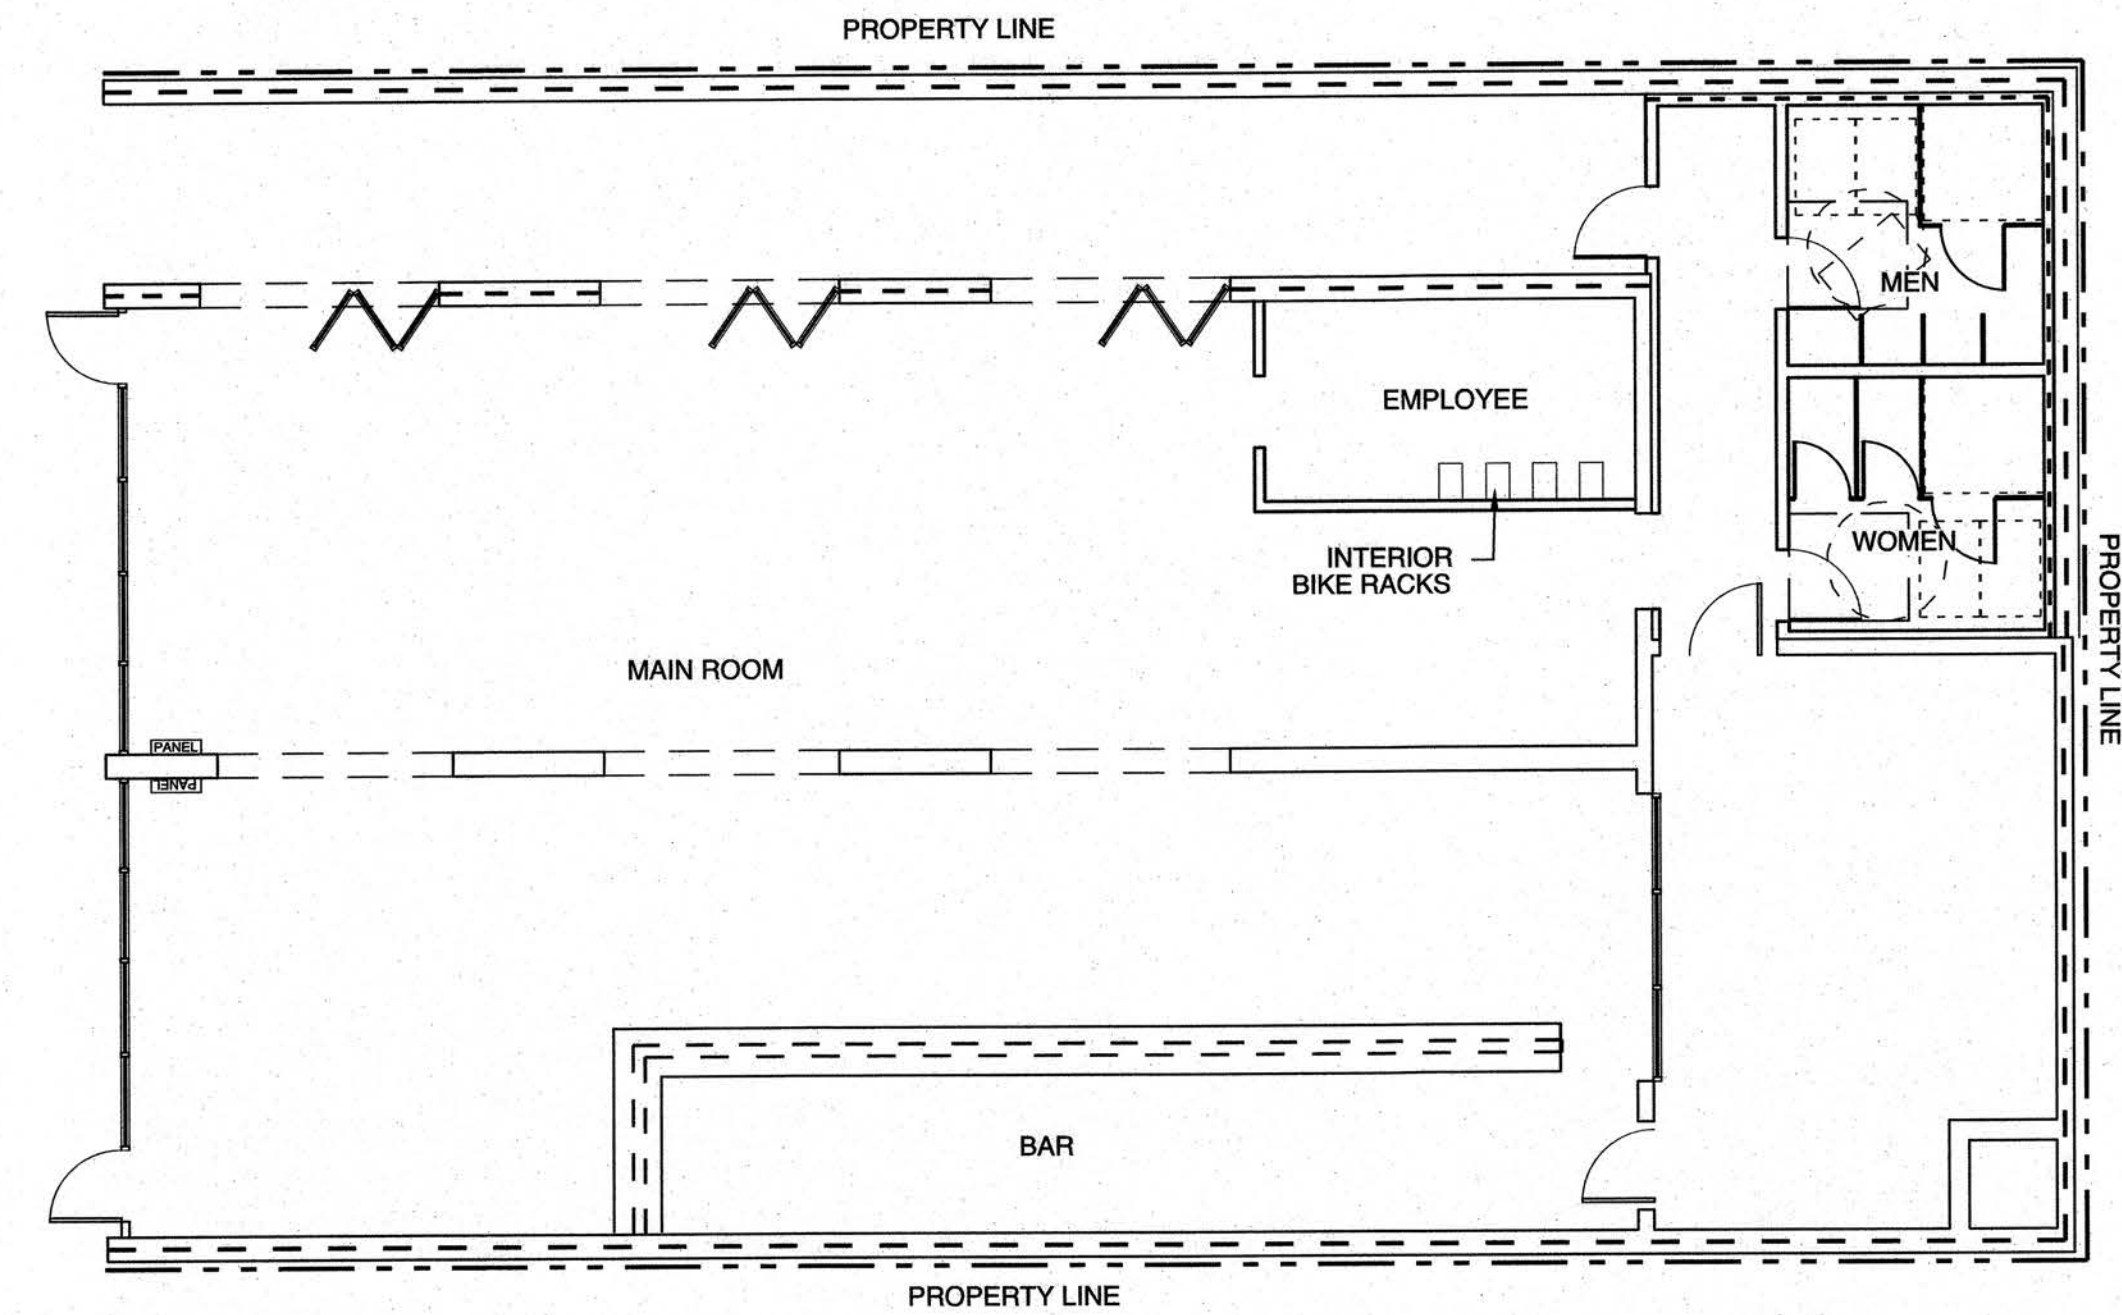 PROPERTY LINE
MEN
EMPLOYEE
INTERIOR
BIKE RACKS
WOMEN
PROPERTY LINE
MAIN ROOM
PANEL
PANEL
BAR
PROPERTY LINE